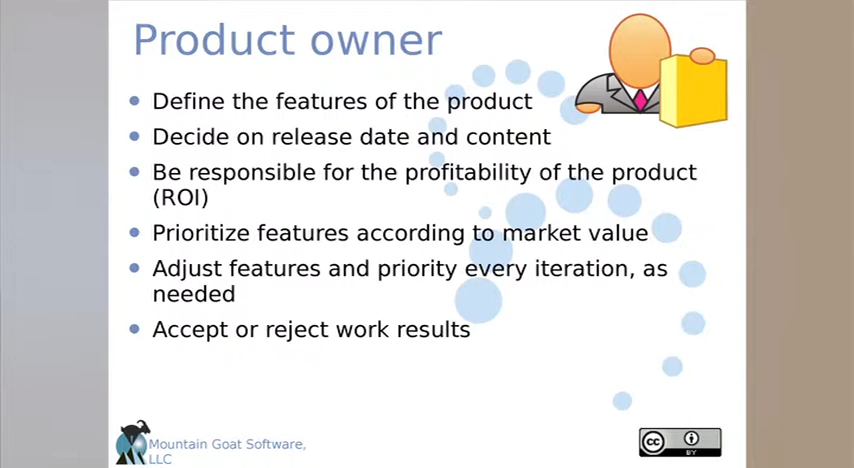 Product owner
Define the features of the product
Decide on release date and content
Be responsible for the profitability of the product
(ROI)
Prioritize features according to market value
Adjust features and priority every iteration, as
needed
Accept or reject work results
Mountain Goat Software,
LLC
cc
BY